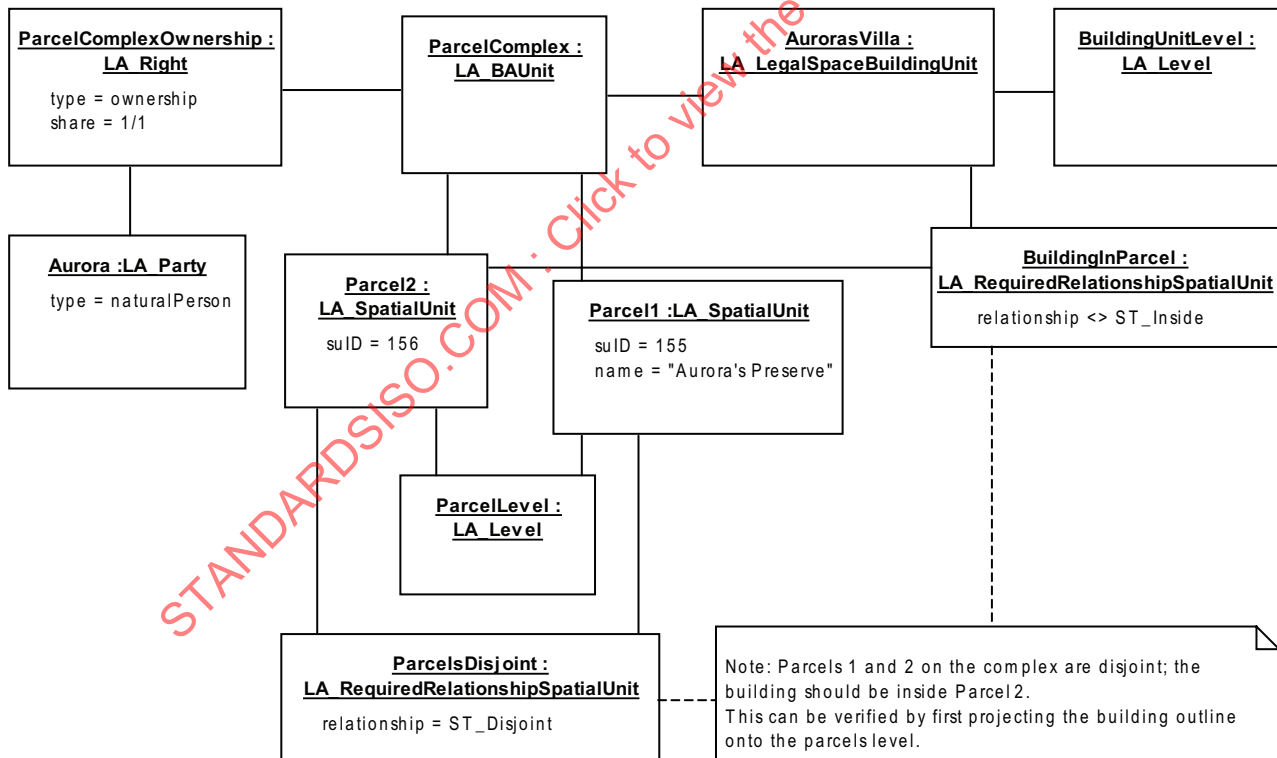 ParcelComplexOwnership :
LA_Right
type = ownership
share = 1/1
ParcelComplex :
LA_BAUnit
AurorasVilla :
LA_LegalSpaceBuildingUnit
BuildingUnitLevel :
LA_Level
Aurora :LA_Party
type = naturalPerson
Parcel2 :
LA_SpatialUnit
suID = 156
Parcel1 :LA_SpatialUnit
suID = 155
name = "Aurora's Preserve"
BuildingInParcel :
LA_RequiredRelationshipSpatialUnit
relationship <> ST_Inside
ParcelLevel :
LA_Level
ParcelsDisjoint :
LA_RequiredRelationshipSpatialUnit
relationship = ST_Disjoint
Note: Parcels 1 and 2 on the complex are disjoint; the
building should be inside Parcel2.
This can be verified by first projecting the building outline
onto the parcels level.
STANDARDSISO.COM : Click to view the